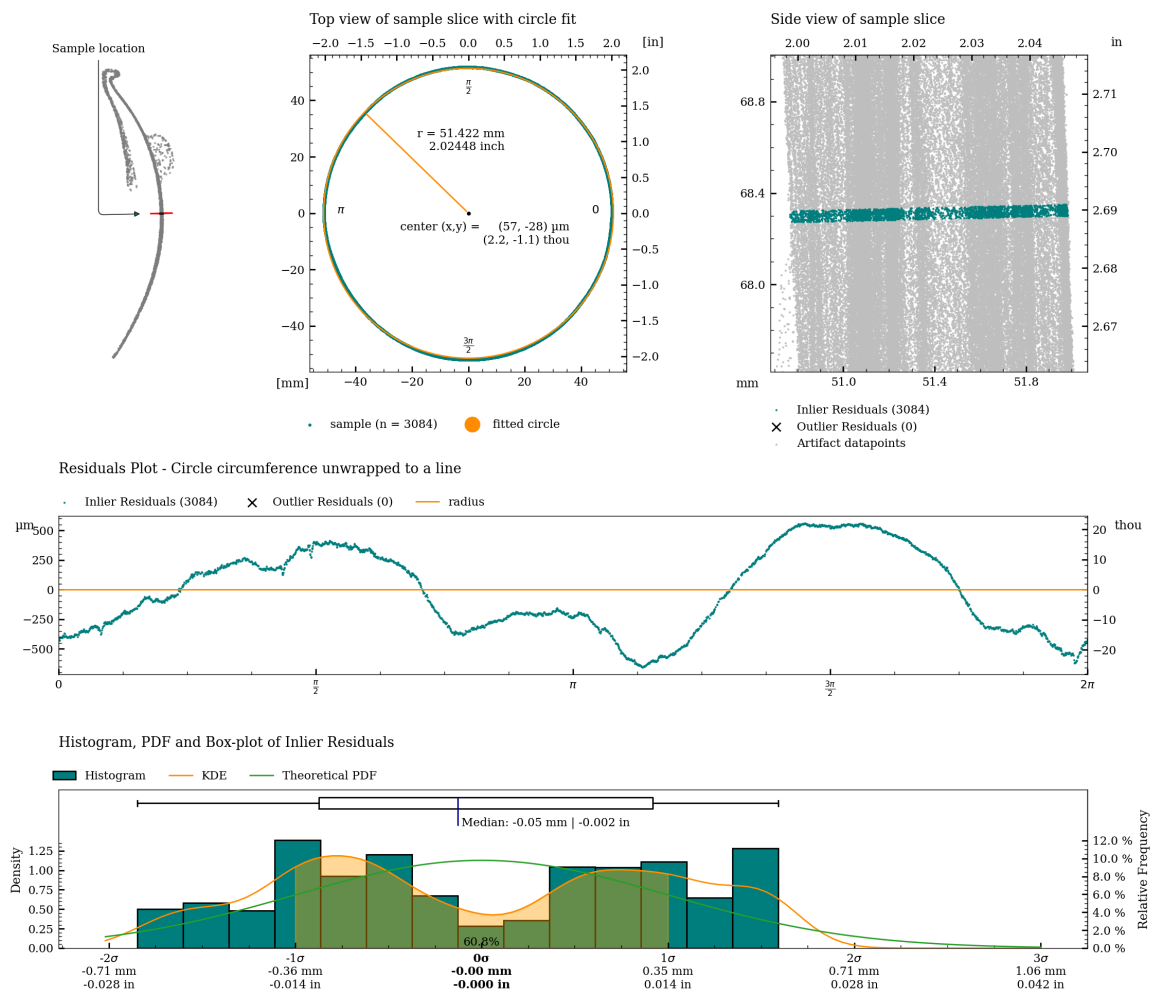 Sample location
Top view of sample slice with circle fit
−2.0 −1.5 −1.0 −0.5 0.0 0.5 1.0 1.5 2.0 [in]
40
20
0
−20
−40
2.0
1.5
1.0
0.5
0.0
−0.5
−1.0
−1.5
−2.0
π/2
r = 51.422 mm
2.02448 inch
π
0
center (x,y) = (57, -28) µm
(2.2, -1.1) thou
3π/2
[mm] −40 −20 0 20 40
sample (n = 3084) fitted circle
Side view of sample slice
2.00 2.01 2.02 2.03 2.04 in
68.8
68.4
68.0
2.71
2.70
2.69
2.68
2.67
mm 51.0 51.4 51.8
Inlier Residuals (3084)
Outlier Residuals (0)
Artifact datapoints
Residuals Plot - Circle circumference unwrapped to a line
Inlier Residuals (3084) Outlier Residuals (0) radius
µm
500
250
0
−250
−500
thou
20
10
0
−10
−20
0 π/2 π 3π/2 2π
Histogram, PDF and Box-plot of Inlier Residuals
Histogram KDE Theoretical PDF
Median: -0.05 mm | -0.002 in
Density
1.25
1.00
0.75
0.50
0.25
0.00
Relative Frequency
12.0 %
10.0 %
8.0 %
6.0 %
4.0 %
2.0 %
0.0 %
60.8%
-2σ -1σ 0σ 1σ 2σ 3σ
-0.71 mm -0.36 mm -0.00 mm 0.35 mm 0.71 mm 1.06 mm
-0.028 in -0.014 in -0.000 in 0.014 in 0.028 in 0.042 in